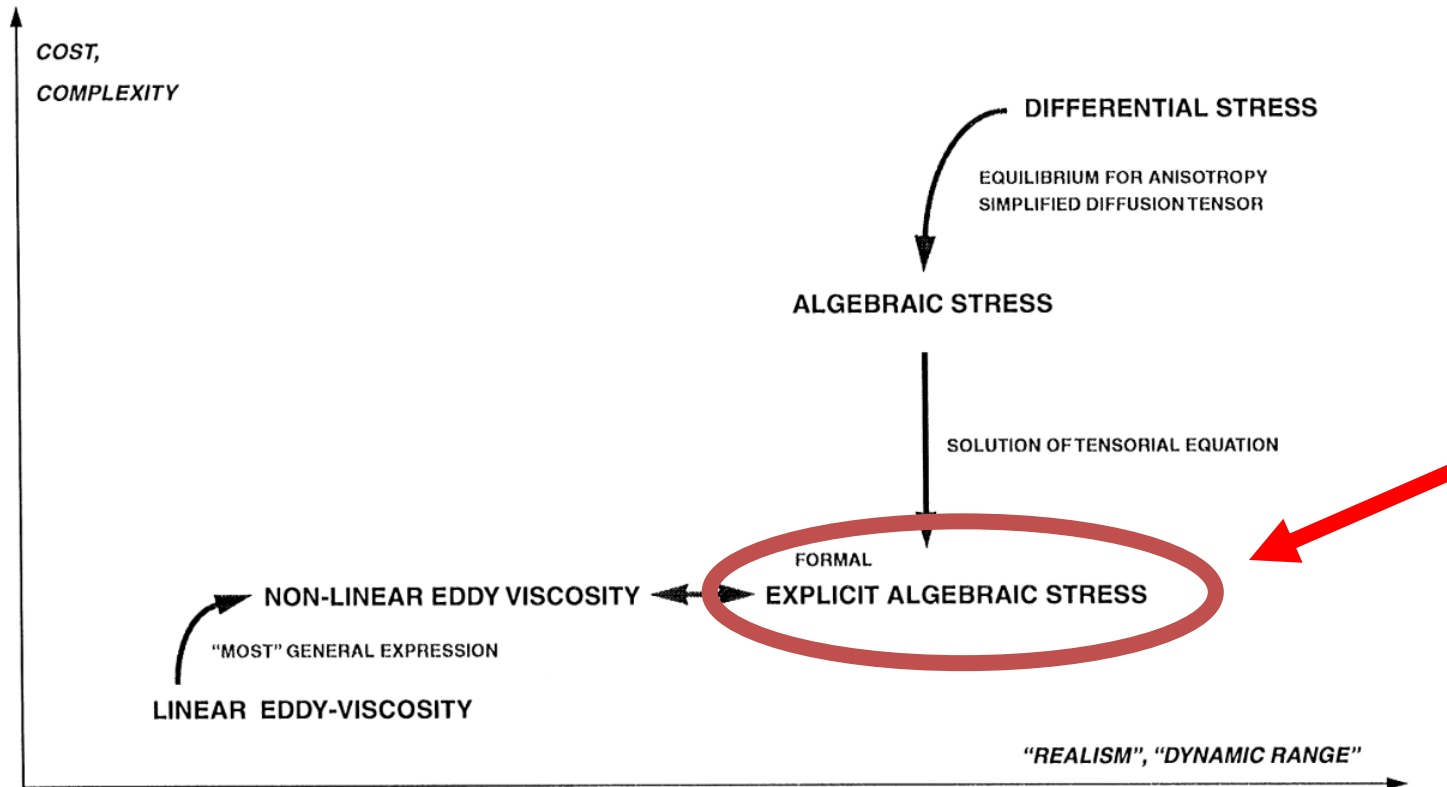 COST,
COMPLEXITY
DIFFERENTIAL STRESS
EQUILIBRIUM FOR ANISOTROPY
SIMPLIFIED DIFFUSION TENSOR
ALGEBRAIC STRESS
SOLUTION OF TENSORIAL EQUATION
FORMAL
NON-LINEAR EDDY VISCOSITY
EXPLICIT ALGEBRAIC STRESS
“MOST” GENERAL EXPRESSION
LINEAR EDDY-VISCOSITY
“REALISM”, “DYNAMIC RANGE”